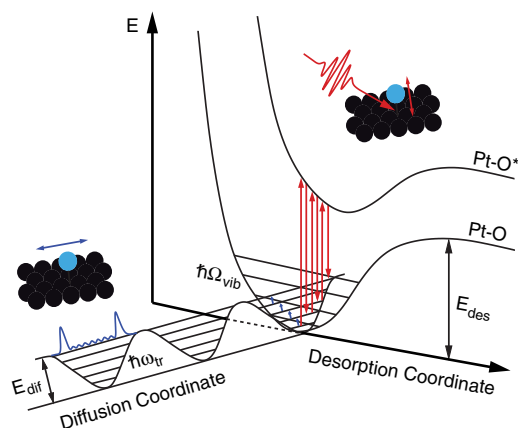 E
Pt-O*
Pt-O
ħΩvib
Edes
ħωtr
Edif
Desorption Coordinate
Diffusion Coordinate